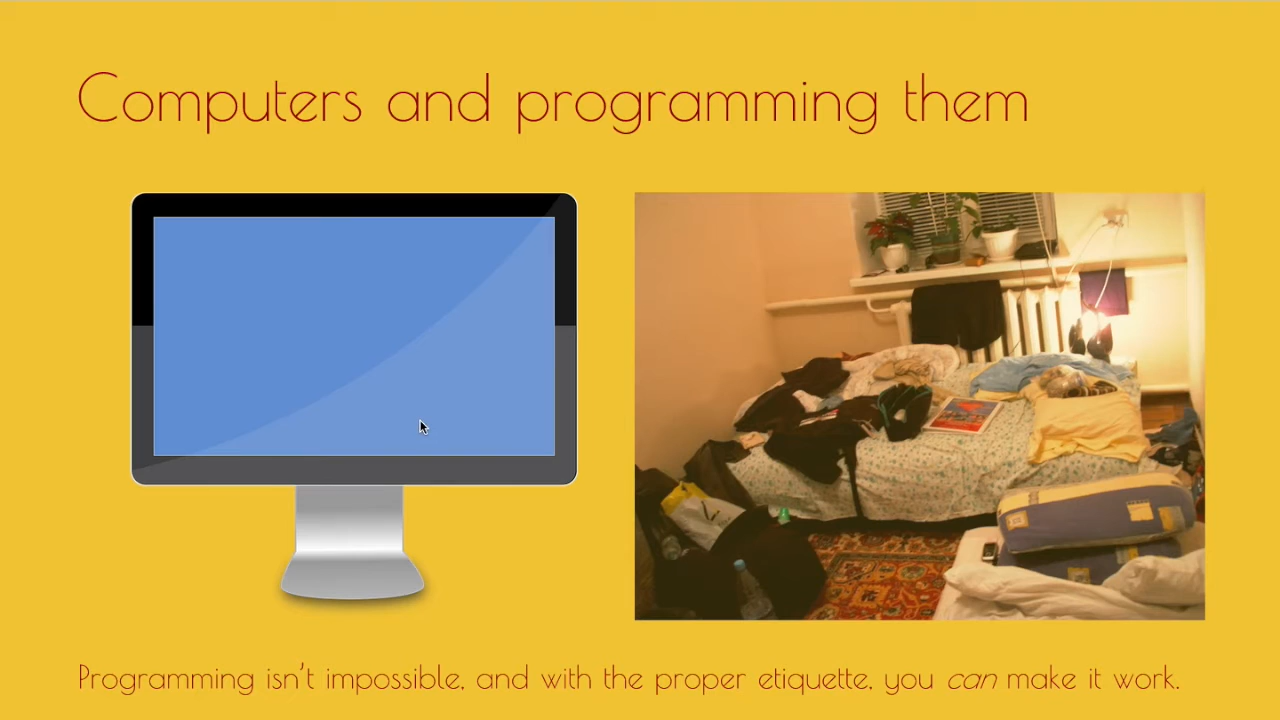 Computers and programming them
Programming isn't impossible, and with the proper etiquette, you can make it work.